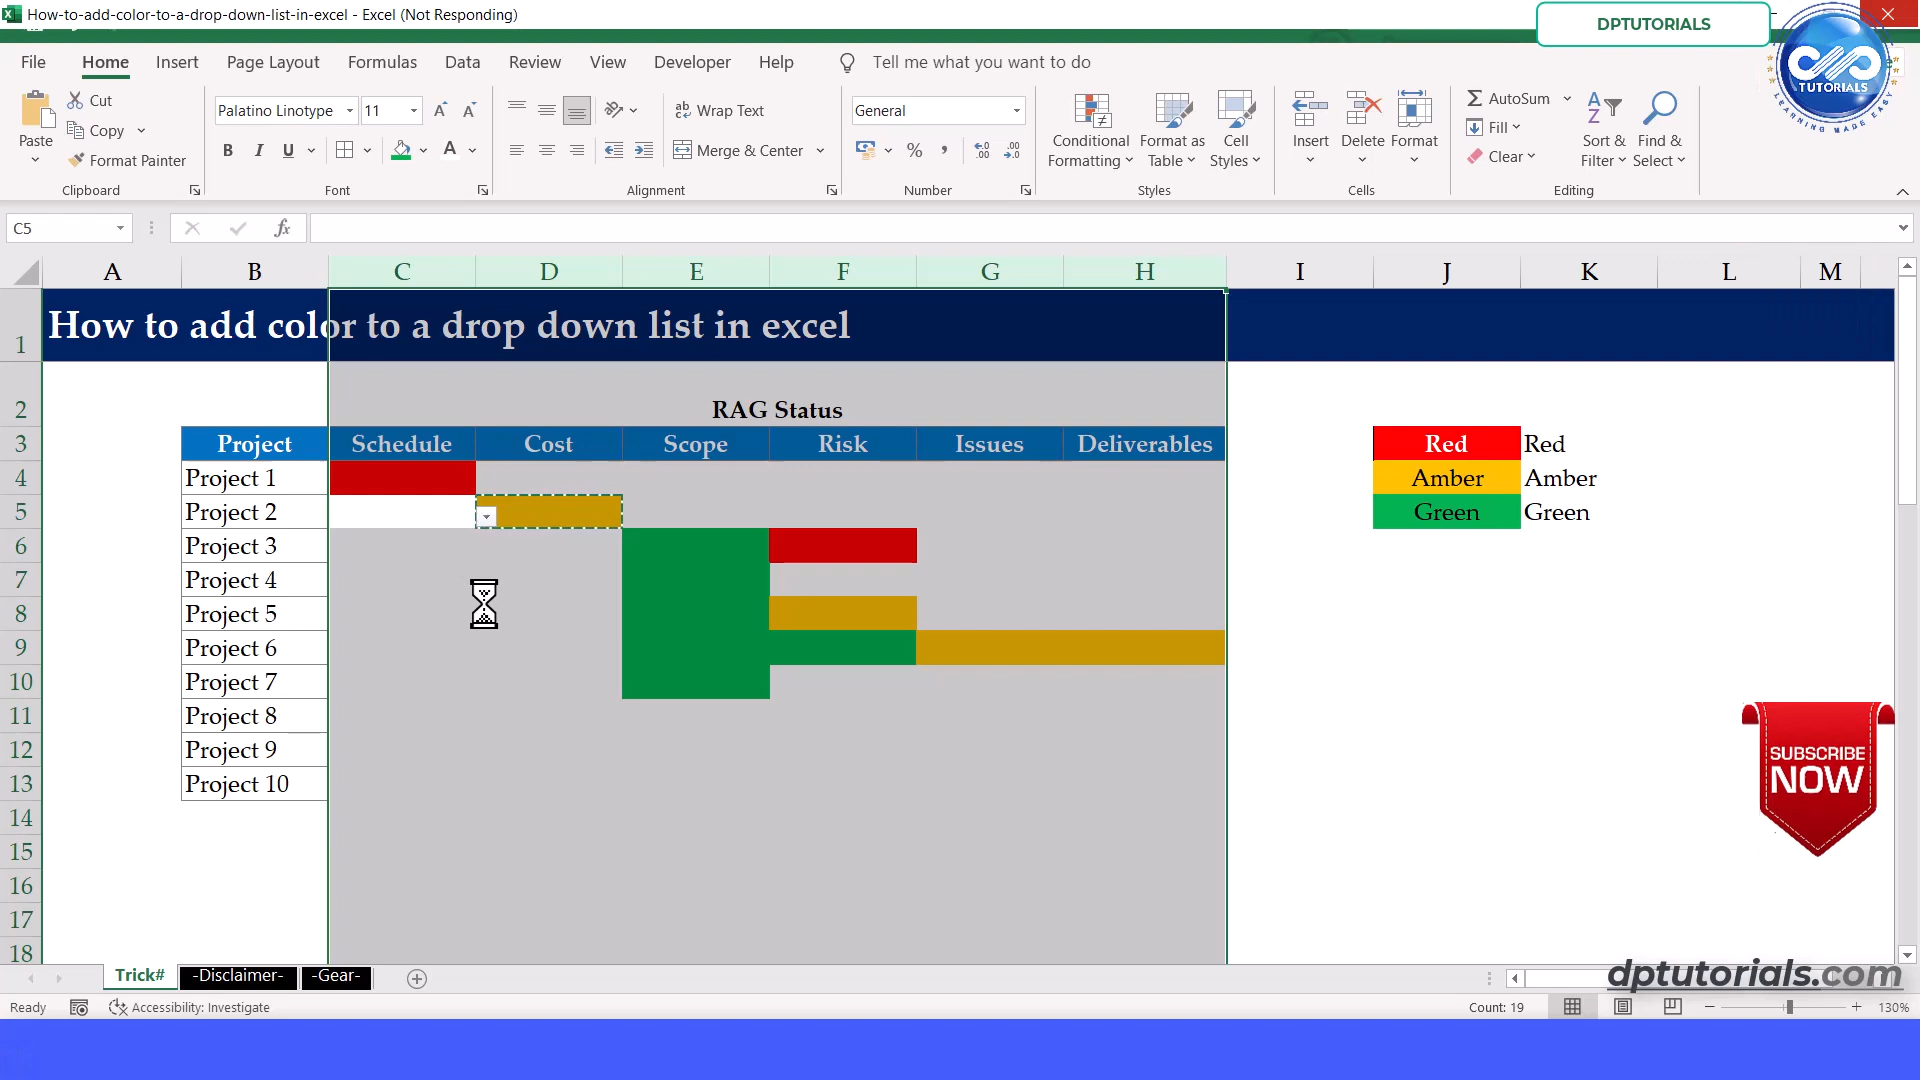 How-to-add-color-to-a-drop-down-list-in-excel - Excel (Not Responding)
DPTUTORIALS
File Home Insert Page Layout Formulas Data Review View Developer Help Tell me what you want to do
TUTORIALS
LEARNING MADE EASY
Paste
Cut
Copy
Format Painter
Clipboard
Palatino Linotype 11
B I U
A
Font
ab Wrap Text
Merge & Center
Alignment
General
%
Number
Conditional Formatting
Format as Table
Cell Styles
Styles
Insert Delete Format
Cells
AutoSum
Fill
Clear
Sort & Filter
Find & Select
Editing
C5
fx
A B C D E F G H I J K L M
1 How to add color to a drop down list in excel
2 RAG Status
3 Project Schedule Cost Scope Risk Issues Deliverables Red Red
4 Project 1 Amber Amber
5 Project 2 Green Green
6 Project 3
7 Project 4
8 Project 5
9 Project 6
10 Project 7
11 Project 8
12 Project 9
13 Project 10
14
15
16
17
18
SUBSCRIBE
NOW
Trick# -Disclaimer- -Gear-
dptutorials.com
Ready Accessibility: Investigate Count: 19 130%